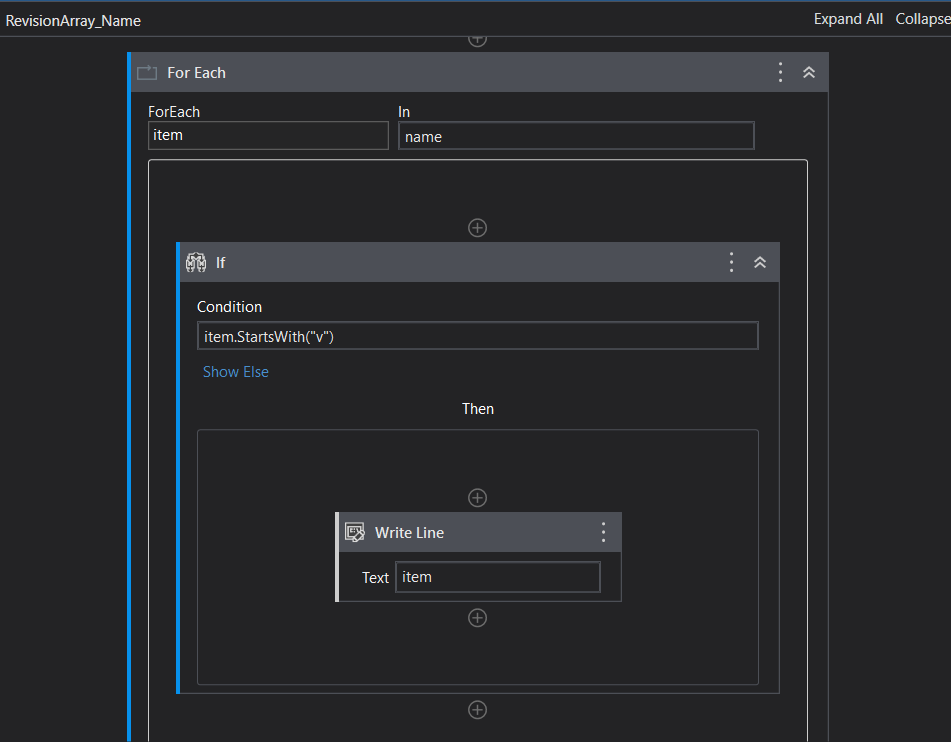 RevisionArray_Name
Expand All Collapse
For Each
ForEach In
item name
If
Condition
item.StartsWith("v")
Show Else
Then
Write Line
Text item